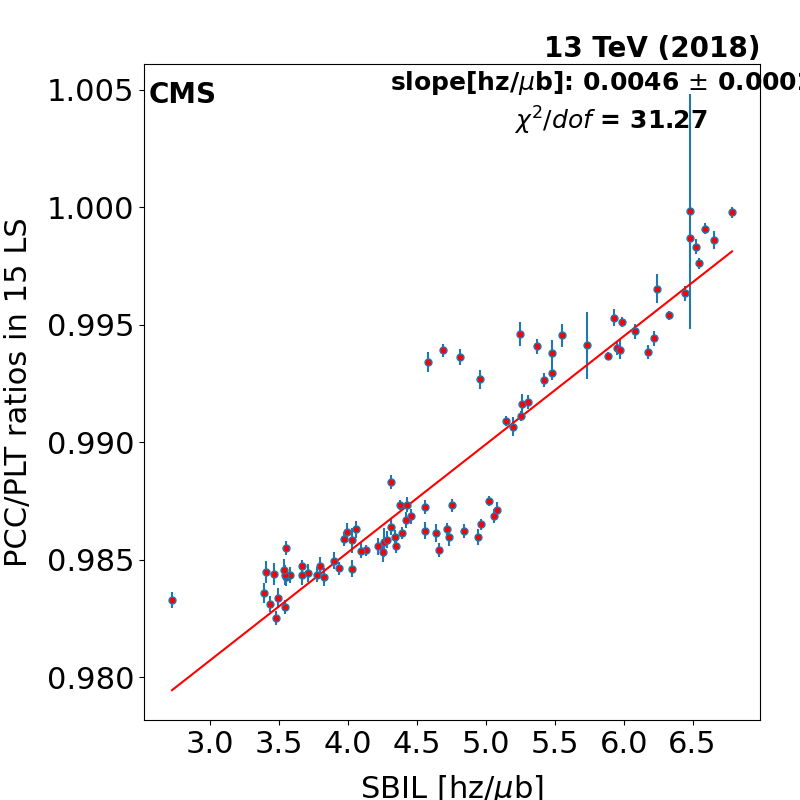 13 TeV (2018)
CMS
slope[hz/μb]: 0.0046 ± 0.000
χ²/dof = 31.27
PCC/PLT ratios in 15 LS
1.005
1.000
0.995
0.990
0.985
0.980
3.0 3.5 4.0 4.5 5.0 5.5 6.0 6.5
SBIL [hz/μb]